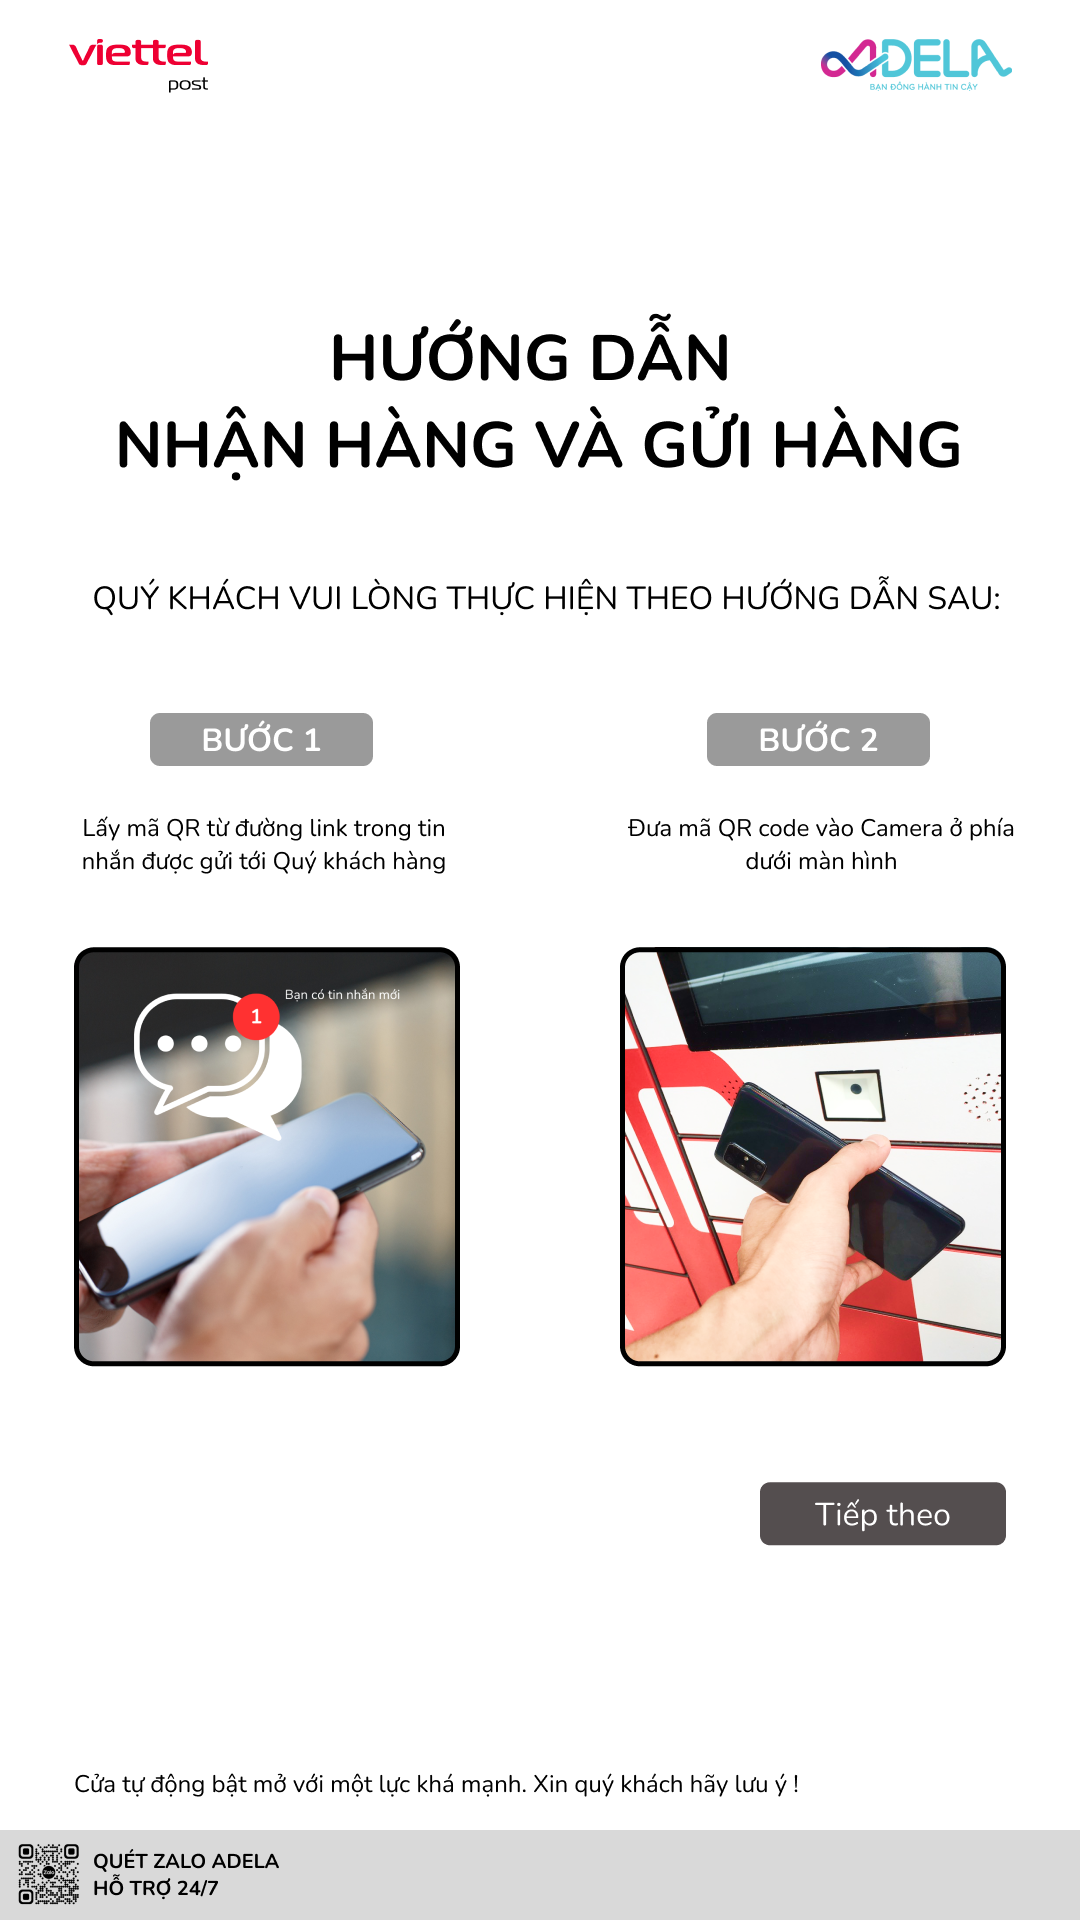 viettel
post
ADELA
BẠN ĐỒNG HÀNH TIN CẬY
HƯỚNG DẪN
NHẬN HÀNG VÀ GỬI HÀNG
QUÝ KHÁCH VUI LÒNG THỰC HIỆN THEO HƯỚNG DẪN SAU:
BƯỚC 1
Lấy mã QR từ đường link trong tin
nhắn được gửi tới Quý khách hàng
Bạn có tin nhắn mới
1
BƯỚC 2
Đưa mã QR code vào Camera ở phía
dưới màn hình
Tiếp theo
Cửa tự động bật mở với một lực khá mạnh. Xin quý khách hãy lưu ý !
Zalo
QUÉT ZALO ADELA
HỖ TRỢ 24/7